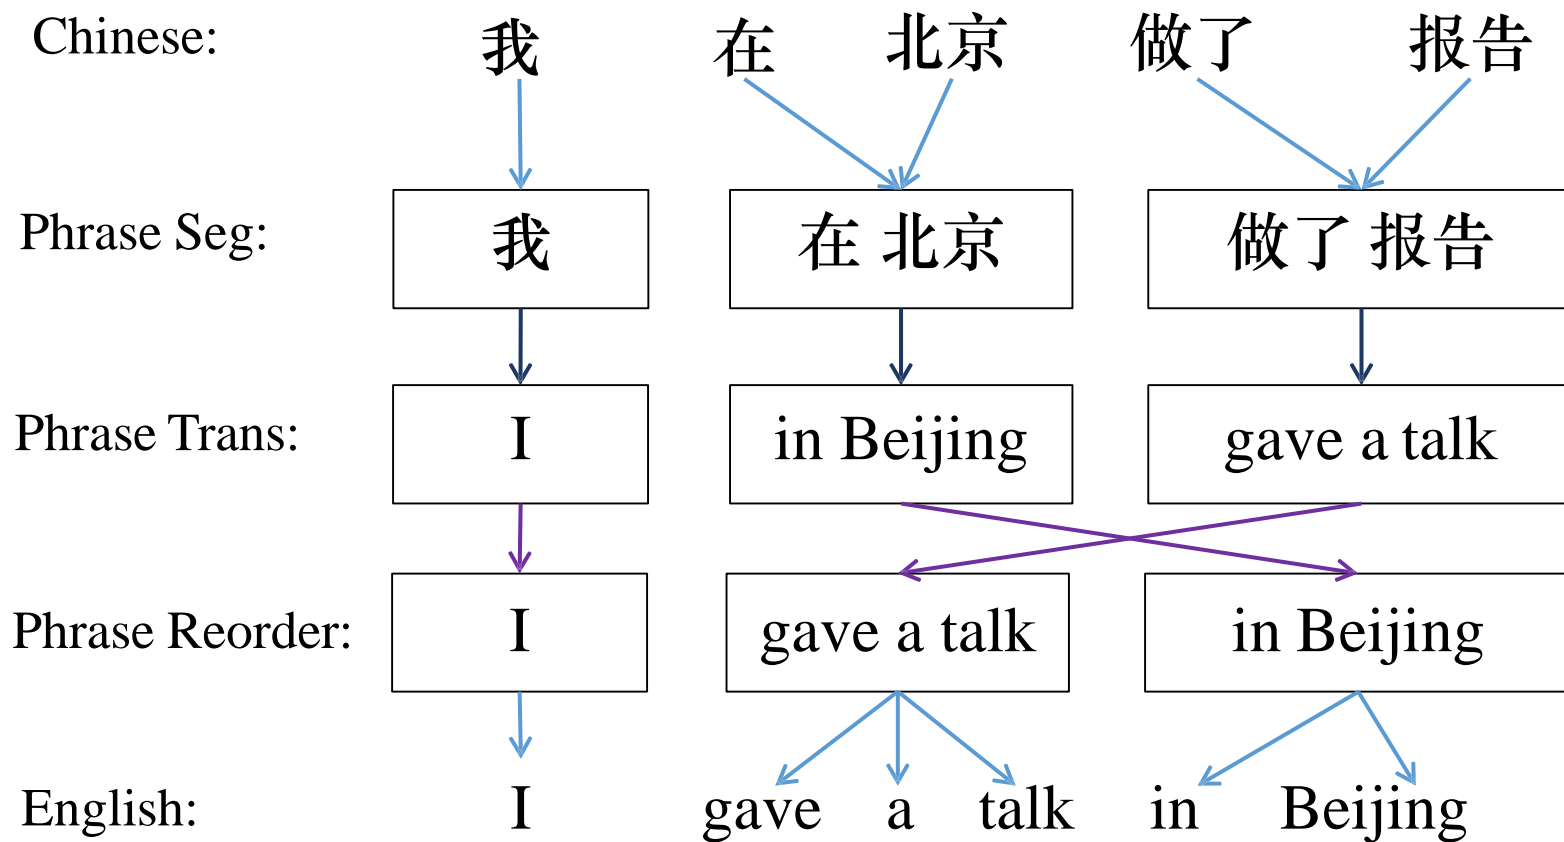 Chinese: 我 在 北京 做了 报告
Phrase Seg: 我 在 北京 做了 报告
Phrase Trans: I in Beijing gave a talk
Phrase Reorder: I gave a talk in Beijing
English: I gave a talk in Beijing